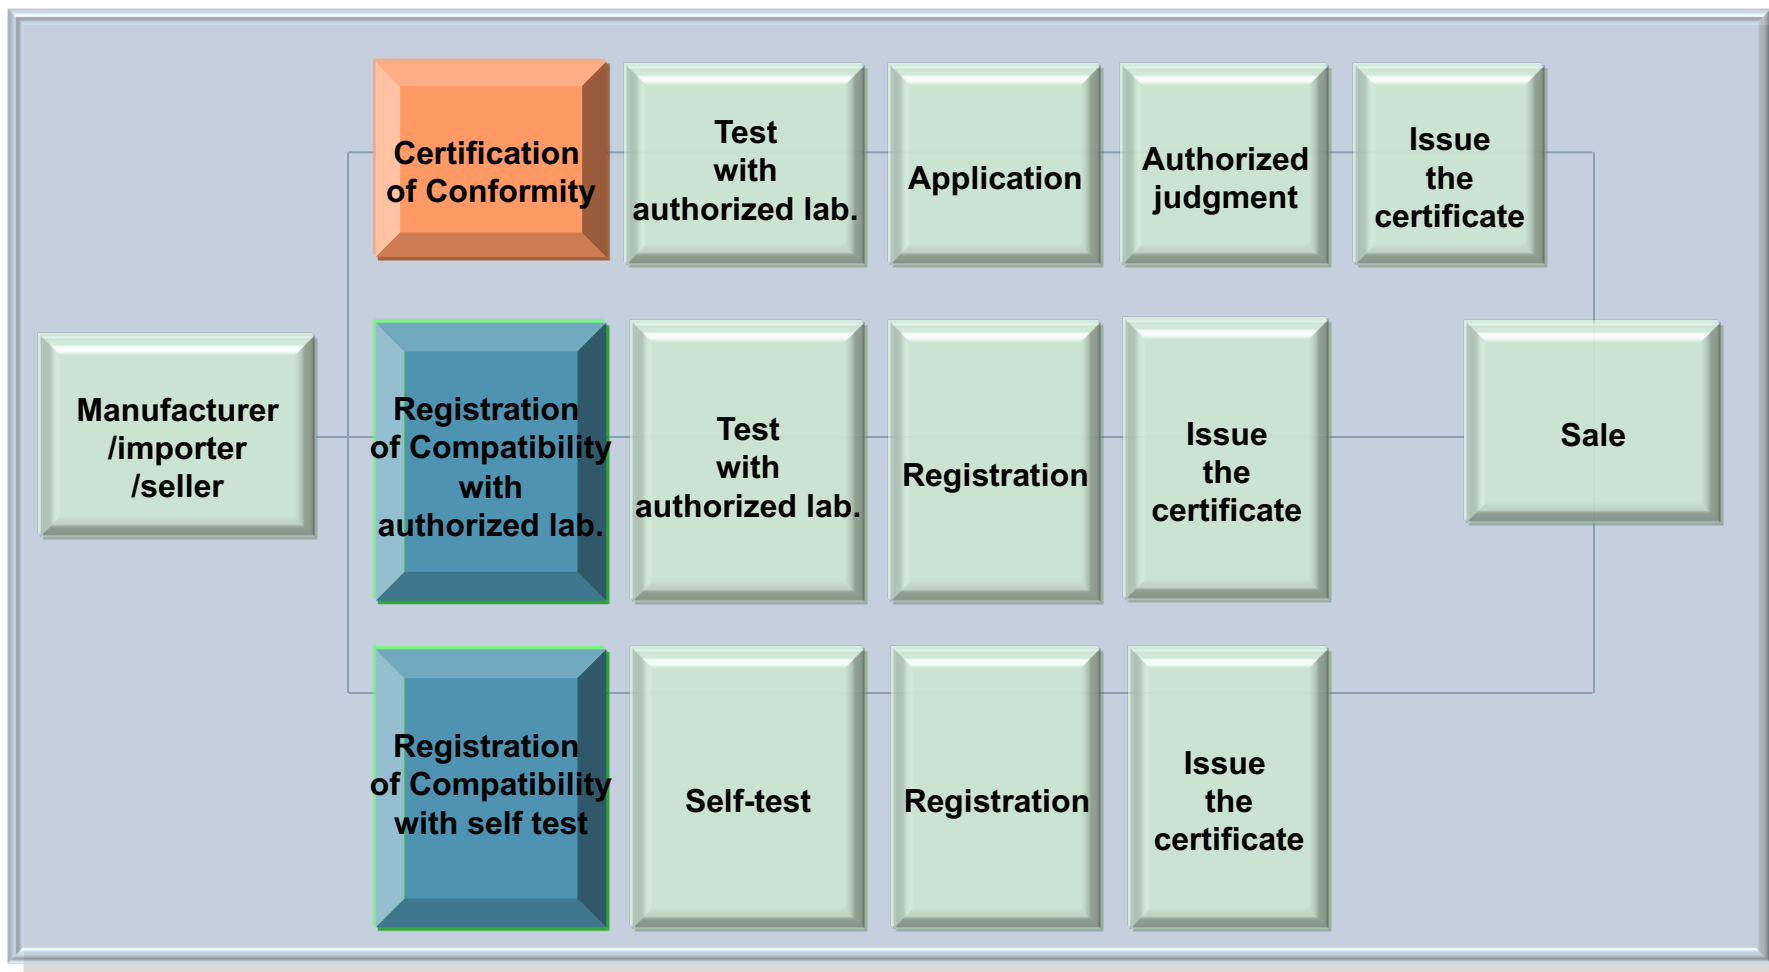 Certification
of Conformity
Test
with
authorized lab.
Application
Authorized
judgment
Issue
the
certificate
Manufacturer
/importer
/seller
Registration
of Compatibility
with
authorized lab.
Test
with
authorized lab.
Registration
Issue
the
certificate
Sale
Registration
of Compatibility
with self test
Self-test
Registration
Issue
the
certificate